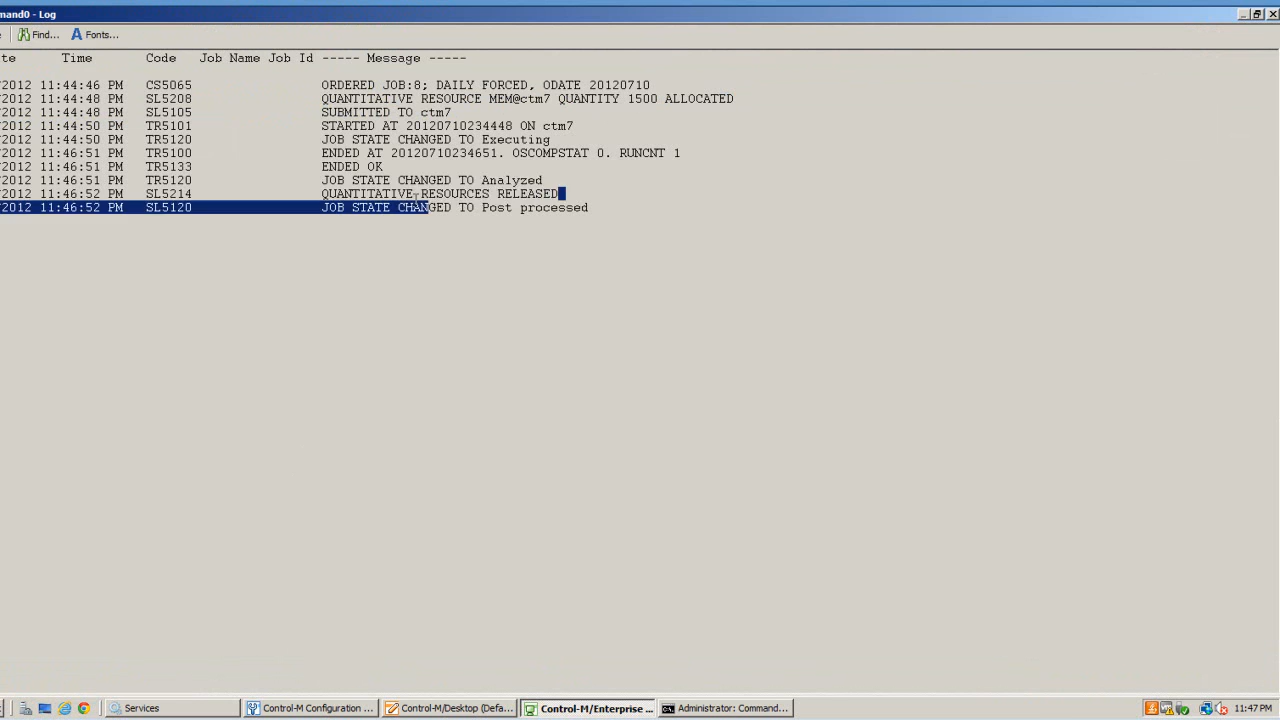 mand0 - Log
Find... Fonts...
te Time Code Job Name Job Id ----- Message -----
2012 11:44:46 PM CS5065 ORDERED JOB:8; DAILY FORCED, ODATE 20120710
2012 11:44:48 PM SL5208 QUANTITATIVE RESOURCE MEM@ctm7 QUANTITY 1500 ALLOCATED
2012 11:44:48 PM SL5105 SUBMITTED TO ctm7
2012 11:44:50 PM TR5101 STARTED AT 20120710234448 ON ctm7
2012 11:44:50 PM TR5120 JOB STATE CHANGED TO Executing
2012 11:46:51 PM TR5100 ENDED AT 20120710234651. OSCOMPSTAT 0. RUNCNT 1
2012 11:46:51 PM TR5133 ENDED OK
2012 11:46:51 PM TR5120 JOB STATE CHANGED TO Analyzed
2012 11:46:52 PM SL5214 QUANTITATIVE RESOURCES RELEASED
2012 11:46:52 PM SL5120 JOB STATE CHANGED TO Post processed
Services Control-M Configuration ... Control-M/Desktop (Defa... Control-M/Enterprise ... Administrator: Command... 11:47 PM